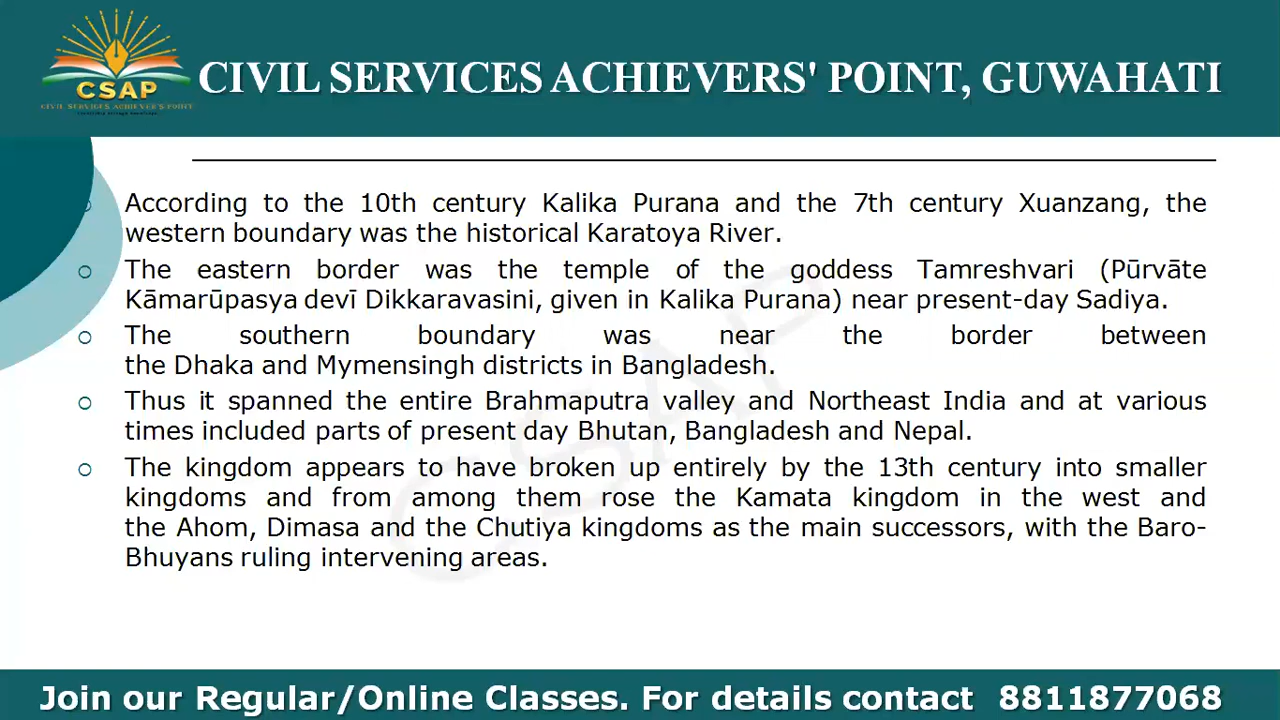 CSAP
CIVIL SERVICES ACHIEVER'S POINT
CIVIL SERVICES ACHIEVERS' POINT, GUWAHATI
According to the 10th century Kalika Purana and the 7th century Xuanzang, the
western boundary was the historical Karatoya River.
The eastern border was the temple of the goddess Tamreshvari (Pūrvāte
Kāmarūpasya devī Dikkaravasini, given in Kalika Purana) near present-day Sadiya.
The southern boundary was near the border between
the Dhaka and Mymensingh districts in Bangladesh.
Thus it spanned the entire Brahmaputra valley and Northeast India and at various
times included parts of present day Bhutan, Bangladesh and Nepal.
The kingdom appears to have broken up entirely by the 13th century into smaller
kingdoms and from among them rose the Kamata kingdom in the west and
the Ahom, Dimasa and the Chutiya kingdoms as the main successors, with the Baro-
Bhuyans ruling intervening areas.
CSAP
Join our Regular/Online Classes. For details contact 8811877068